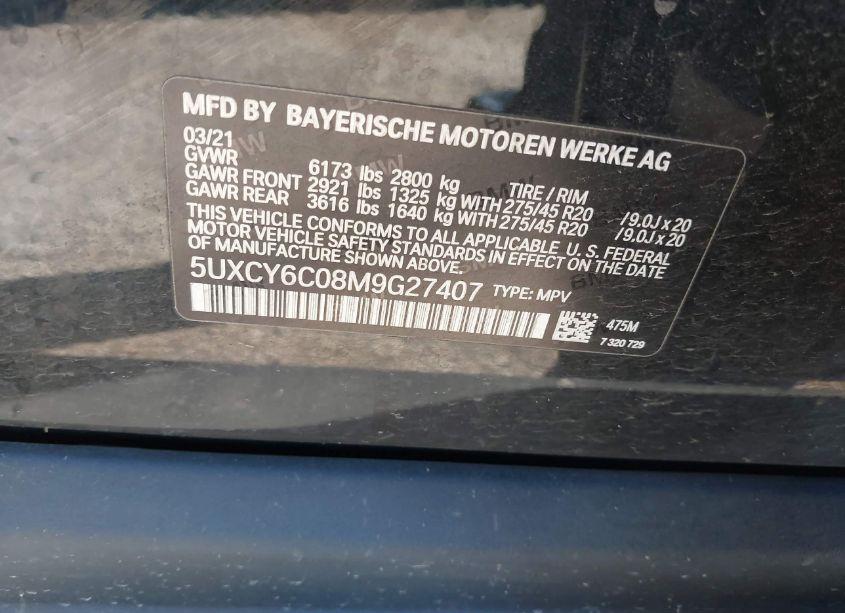 MFD BY BAYERISCHE MOTOREN WERKE AG
03/21
GVWR 6173 lbs 2800 kg TIRE / RIM
GAWR FRONT 2921 lbs 1325 kg WITH 275/45 R20 /9.0J x 20
GAWR REAR 3616 lbs 1640 kg WITH 275/45 R20 /9.0J x 20
THIS VEHICLE CONFORMS TO ALL APPLICABLE U.S. FEDERAL
MOTOR VEHICLE SAFETY STANDARDS IN EFFECT ON THE DATE
OF MANUFACTURE SHOWN ABOVE.
5UXCY6C08M9G27407 TYPE: MPV
475M
7 320 729